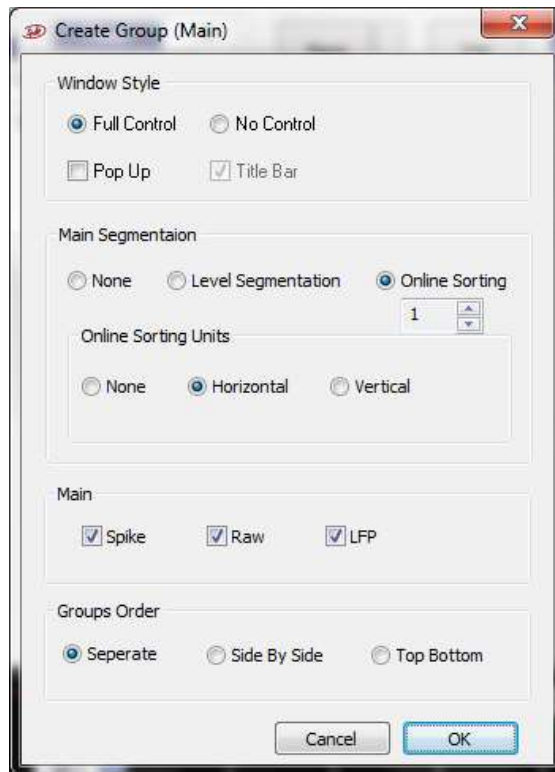 Create Group (Main)
Window Style
Full Control No Control
Pop Up Title Bar
Main Segmentaion
None Level Segmentation Online Sorting
1
Online Sorting Units
None Horizontal Vertical
Main
Spike Raw LFP
Groups Order
Seperate Side By Side Top Bottom
Cancel OK